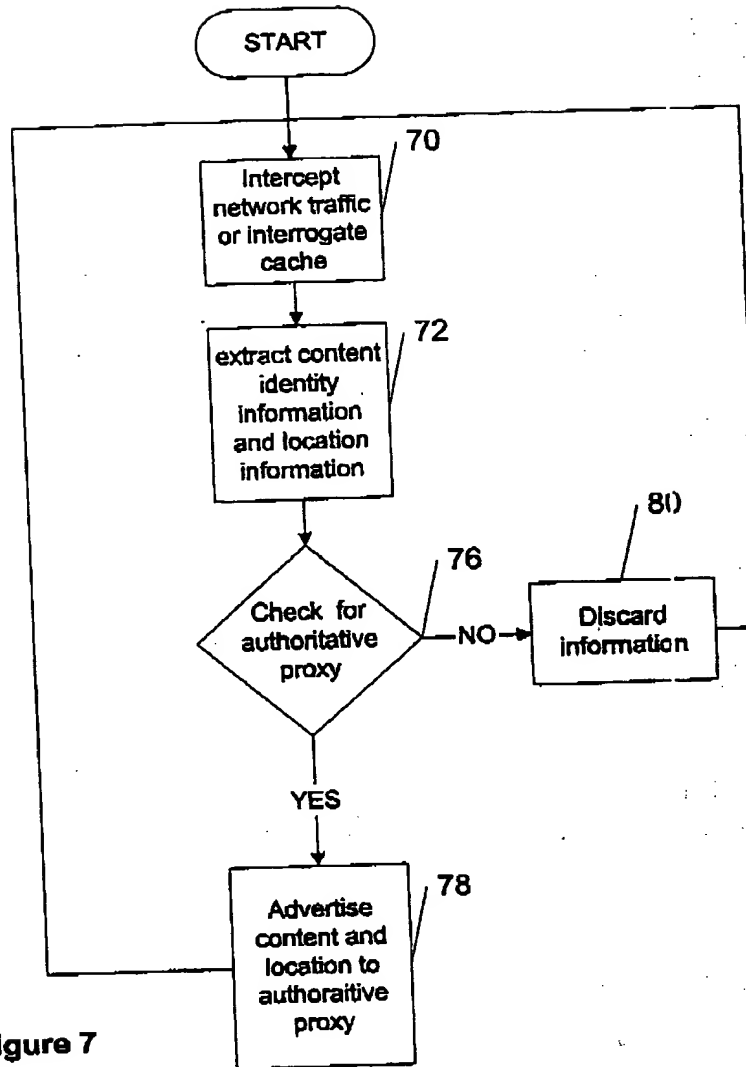 START
70
Intercept
network traffic
or interrogate
cache
72
extract content
identity
information
and location
information
76
Check for
authoritative
proxy
NO
80
Discard
information
YES
78
Advertise
content and
location to
authoraitive
proxy
igure 7